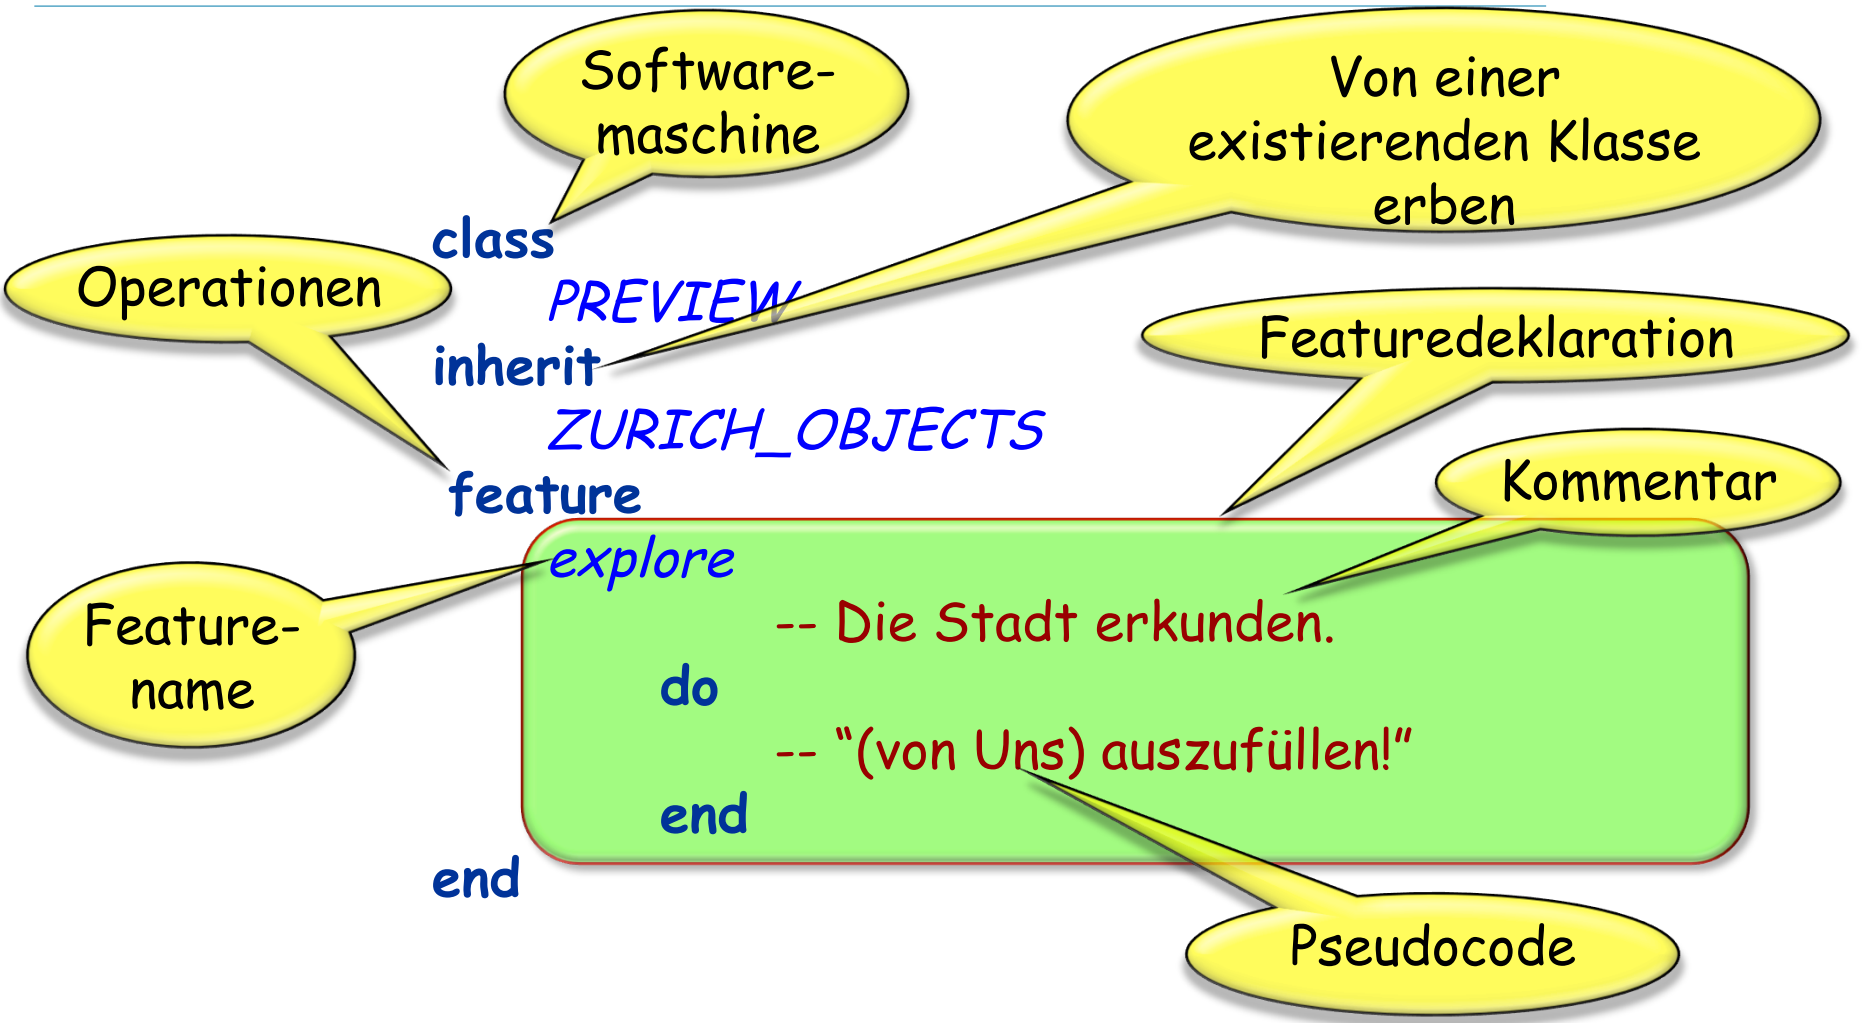 Software-
maschine
Von einer
existierenden Klasse
erben
class
Operationen
PREVIEW
Featuredeklaration
inherit
ZURICH_OBJECTS
Kommentar
feature
explore
Feature-
name
-- Die Stadt erkunden.
do
-- “(von Uns) auszufüllen!”
end
end
Pseudocode